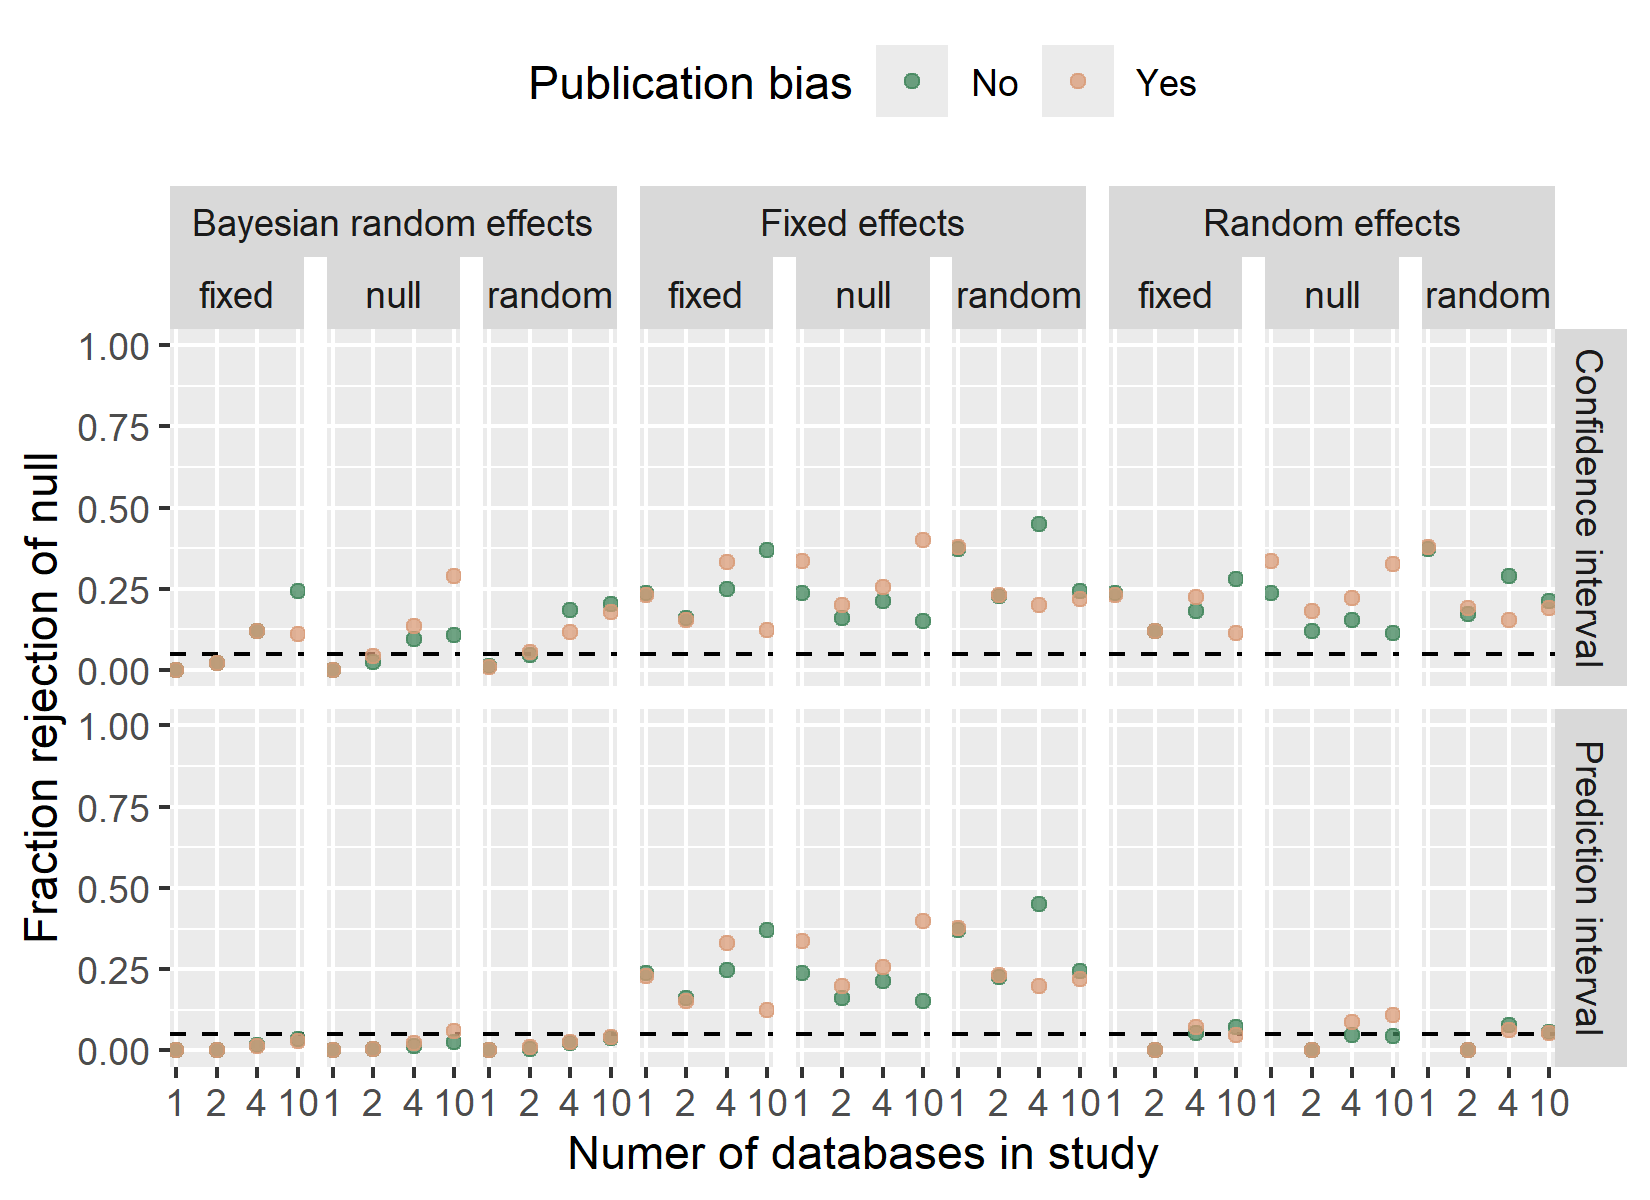 Publication bias No Yes
Bayesian random effects Fixed effects Random effects
fixed null random fixed null random fixed null random
1.00
0.75
0.50
0.25
0.00
Confidence interval
1.00
0.75
0.50
0.25
0.00
Prediction interval
Fraction rejection of null
1 2 4 10 1 2 4 10 1 2 4 10 1 2 4 10 1 2 4 10 1 2 4 10 1 2 4 10 1 2 4 10 1 2 4 10
Numer of databases in study